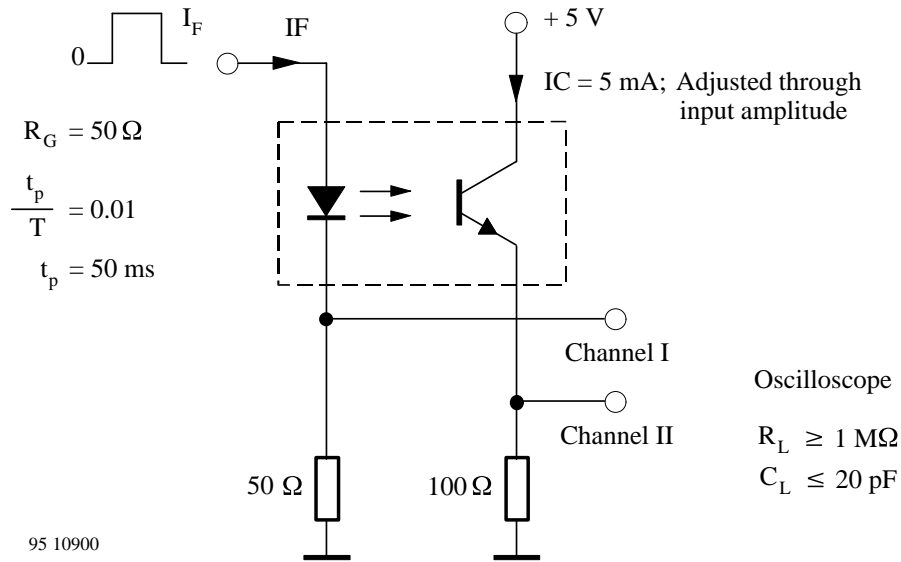 I_F
IF
+ 5 V
0
IC = 5 mA; Adjusted through
input amplitude
R_G = 50 Ω
t_p
T
= 0.01
t_p = 50 ms
Channel I
Oscilloscope
Channel II
R_L ≥ 1 MΩ
50 Ω
100 Ω
C_L ≤ 20 pF
95 10900